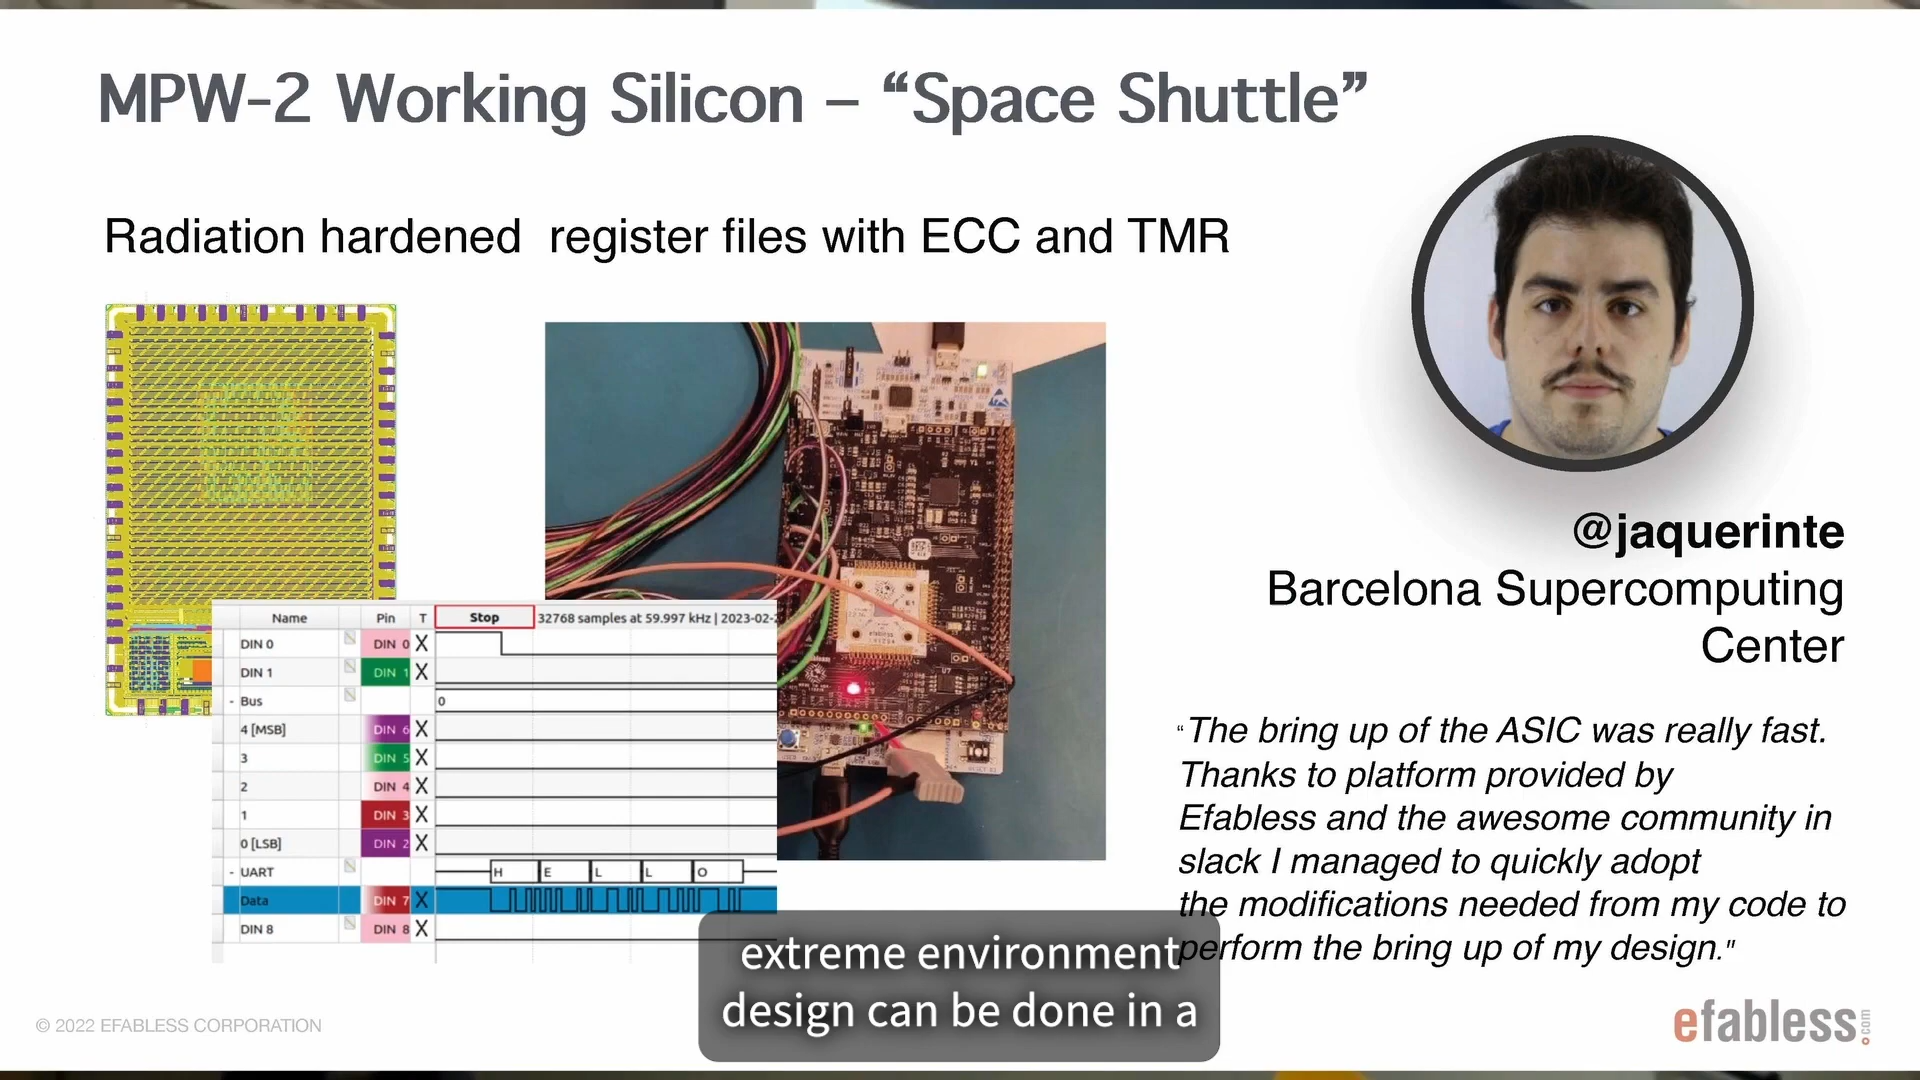 MPW-2 Working Silicon – “Space Shuttle”
Radiation hardened register files with ECC and TMR
@jaquerinte
Barcelona Supercomputing
Center
“The bring up of the ASIC was really fast.
Thanks to platform provided by
Efabless and the awesome community in
slack I managed to quickly adopt
the modifications needed from my code to
perform the bring up of my design."
Name Pin T Stop 32768 samples at 59.997 kHz | 2023-02-
DIN 0 DIN 0 X
DIN 1 DIN 1 X
- Bus 0
4 [MSB] DIN 6 X
3 DIN 5 X
2 DIN 4 X
1 DIN 3 X
0 [LSB] DIN 2 X
- UART H E L L O
Data DIN 7 X
DIN 8 DIN 8 X
extreme environment
design can be done in a
© 2022 EFABLESS CORPORATION
efabless.com